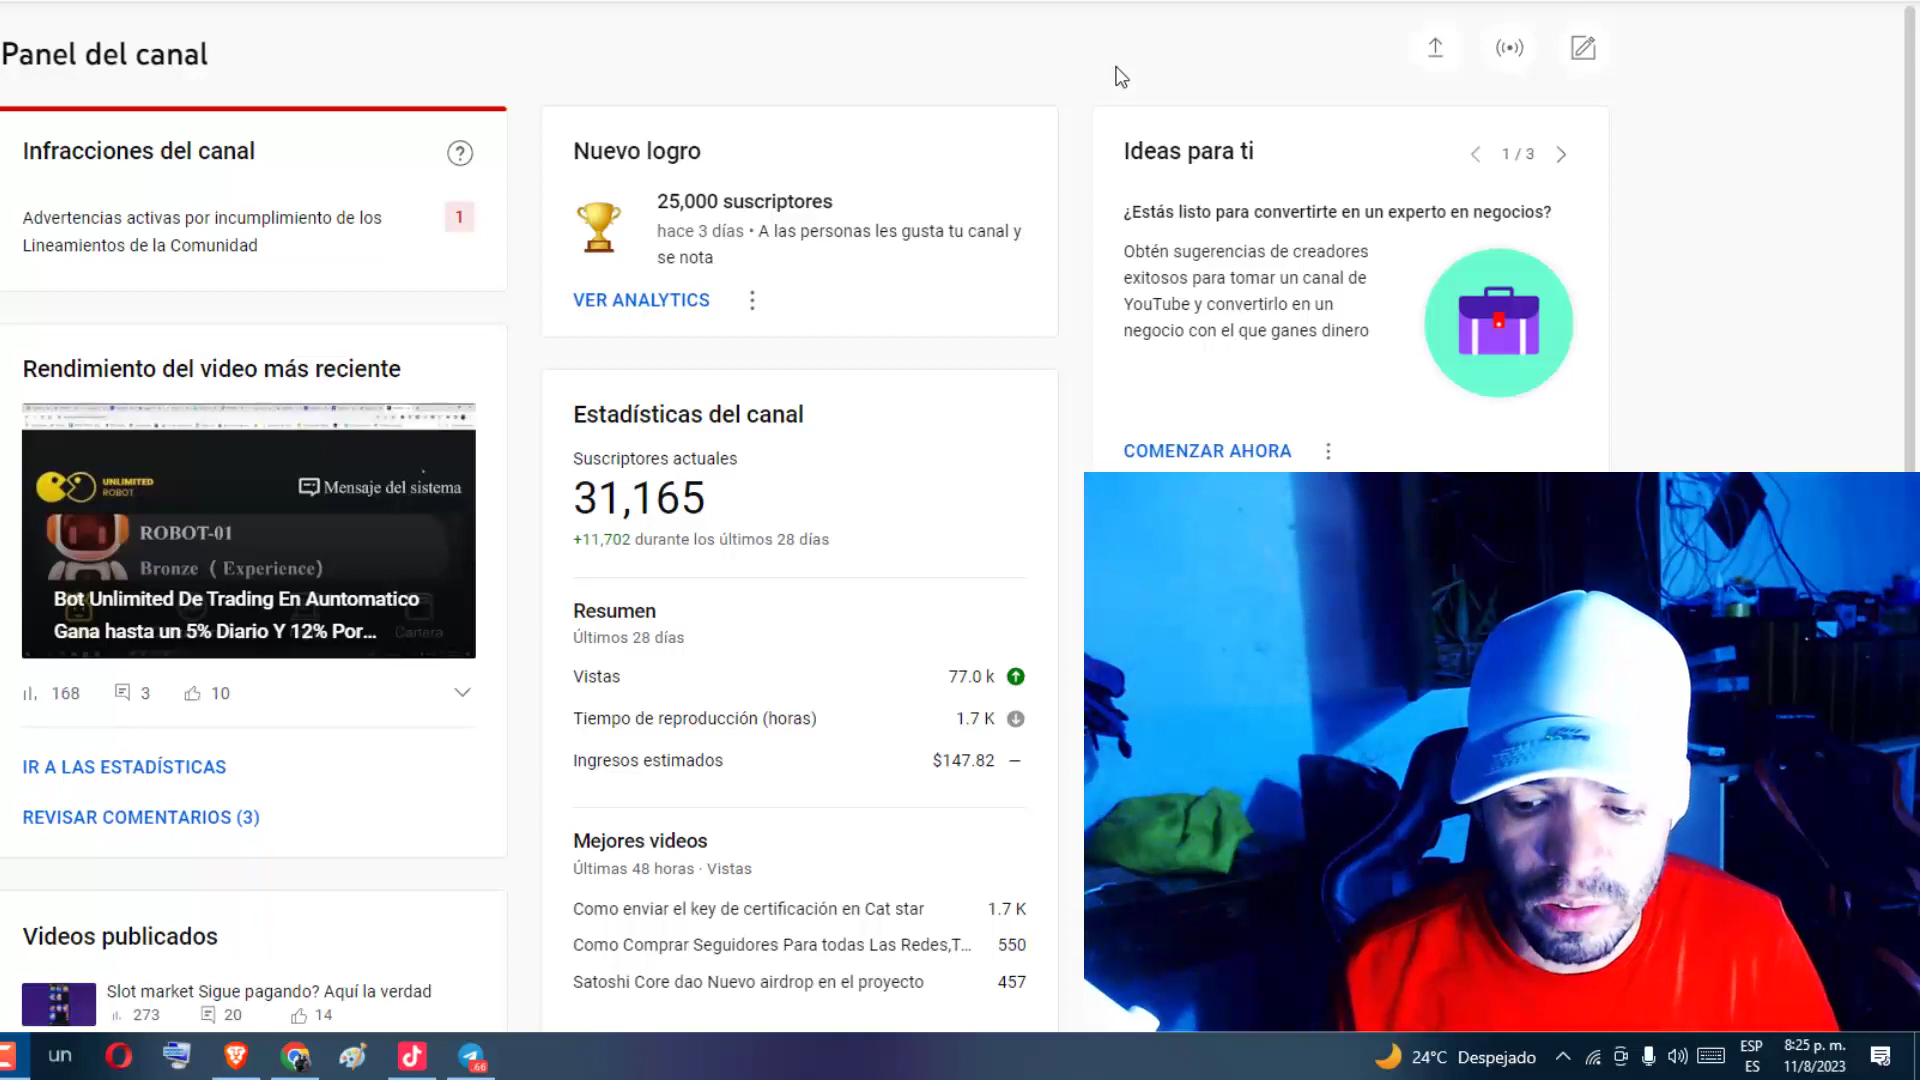 Panel del canal
Infracciones del canal
Advertencias activas por incumplimiento de los
Lineamientos de la Comunidad
1
Rendimiento del video más reciente
UNLIMITED
ROBOT
Mensaje del sistema
ROBOT-01
Bronze ( Experience)
Bot Unlimited De Trading En Auntomatico
Gana hasta un 5% Diario Y 12% Por...
Cartera
168
3
10
IR A LAS ESTADÍSTICAS
REVISAR COMENTARIOS (3)
Videos publicados
Slot market Sigue pagando? Aquí la verdad
273
20
14
Nuevo logro
25,000 suscriptores
hace 3 días • A las personas les gusta tu canal y
se nota
VER ANALYTICS
Estadísticas del canal
Suscriptores actuales
31,165
+11,702 durante los últimos 28 días
Resumen
Últimos 28 días
Vistas 77.0 k
Tiempo de reproducción (horas) 1.7 K
Ingresos estimados $147.82 —
Mejores videos
Últimas 48 horas · Vistas
Como enviar el key de certificación en Cat star 1.7 K
Como Comprar Seguidores Para todas Las Redes,T... 550
Satoshi Core dao Nuevo airdrop en el proyecto 457
Ideas para ti
1 / 3
¿Estás listo para convertirte en un experto en negocios?
Obtén sugerencias de creadores
exitosos para tomar un canal de
YouTube y convertirlo en un
negocio con el que ganes dinero
COMENZAR AHORA
un
66
24°C Despejado
ESP
ES
8:25 p. m.
11/8/2023